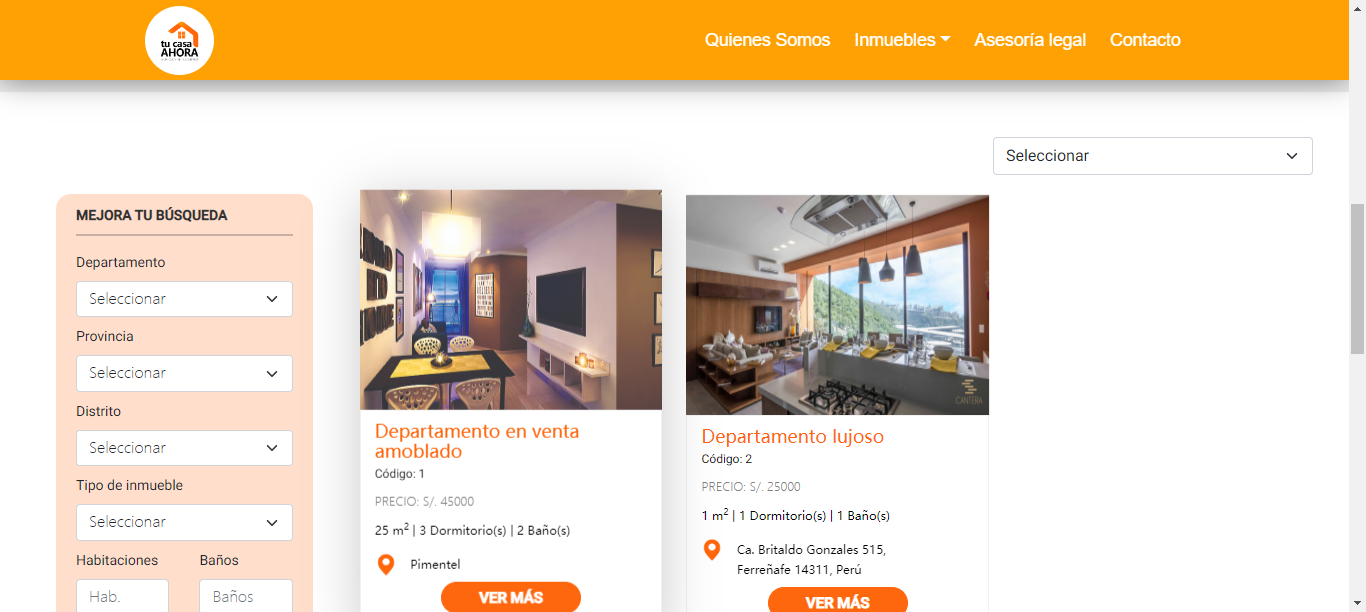 tu casa
AHORA
Quienes Somos
Inmuebles
Asesoría legal
Contacto
Seleccionar
MEJORA TU BÚSQUEDA
Departamento
Seleccionar
Provincia
Seleccionar
Distrito
Seleccionar
Tipo de inmueble
Seleccionar
Habitaciones
Baños
Hab.
Baños
Departamento en venta
amoblado
Código: 1
PRECIO: S/. 45000
25 m² | 3 Dormitorio(s) | 2 Baño(s)
Pimentel
VER MÁS
CANTERA
Departamento lujoso
Código: 2
PRECIO: S/. 25000
1 m² | 1 Dormitorio(s) | 1 Baño(s)
Ca. Britaldo Gonzales 515,
Ferreñafe 14311, Perú
VER MÁS